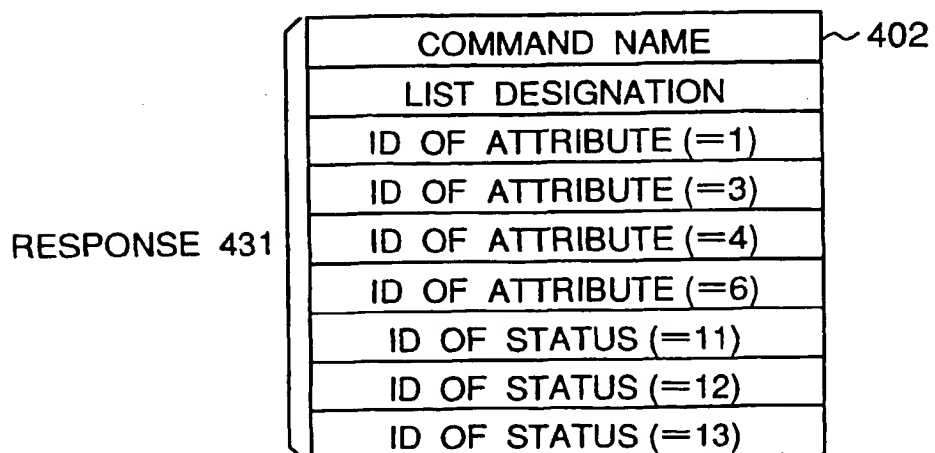 COMMAND NAME 402
LIST DESIGNATION
ID OF ATTRIBUTE (=1)
ID OF ATTRIBUTE (=3)
RESPONSE 431 ID OF ATTRIBUTE (=4)
ID OF ATTRIBUTE (=6)
ID OF STATUS (=11)
ID OF STATUS (=12)
ID OF STATUS (=13)